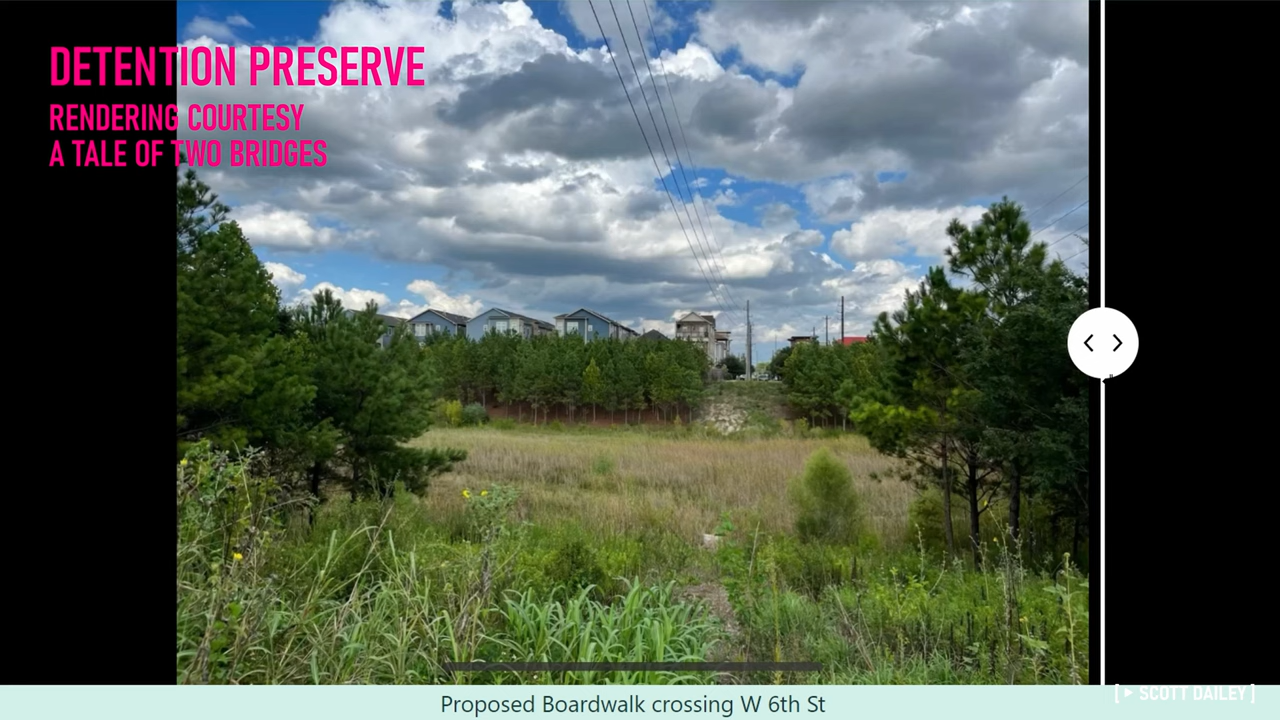 DETENTION PRESERVE
RENDERING COURTESY
A TALE OF TWO BRIDGES
Proposed Boardwalk crossing W 6th St
[ ▶ SCOTT DAILEY ]